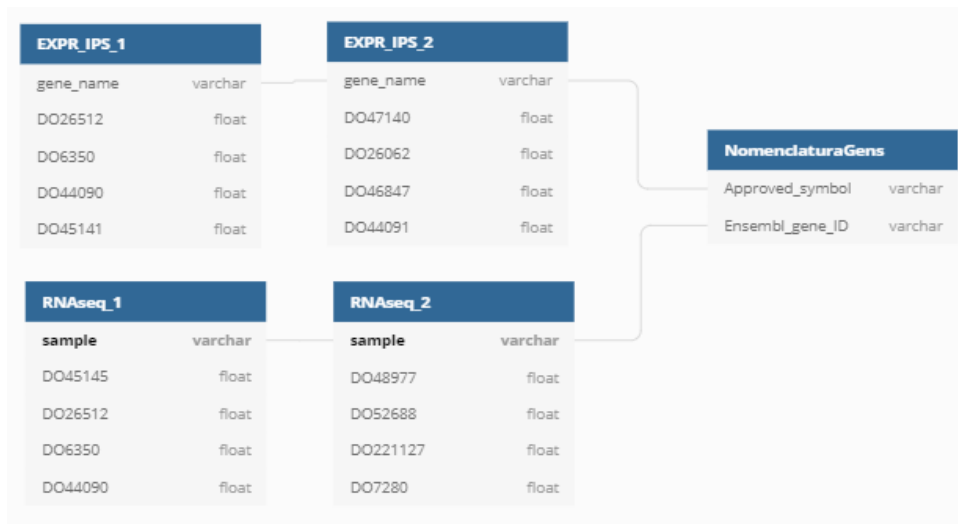 EXPR_IPS_1
gene_name varchar
DO26512 float
DO6350 float
DO44090 float
DO45141 float
EXPR_IPS_2
gene_name varchar
DO47140 float
DO26062 float
DO46847 float
DO44091 float
NomenclaturaGens
Approved_symbol varchar
Ensembl_gene_ID varchar
RNAseq_1
sample varchar
DO45145 float
DO26512 float
DO6350 float
DO44090 float
RNAseq_2
sample varchar
DO48977 float
DO52688 float
DO221127 float
DO7280 float